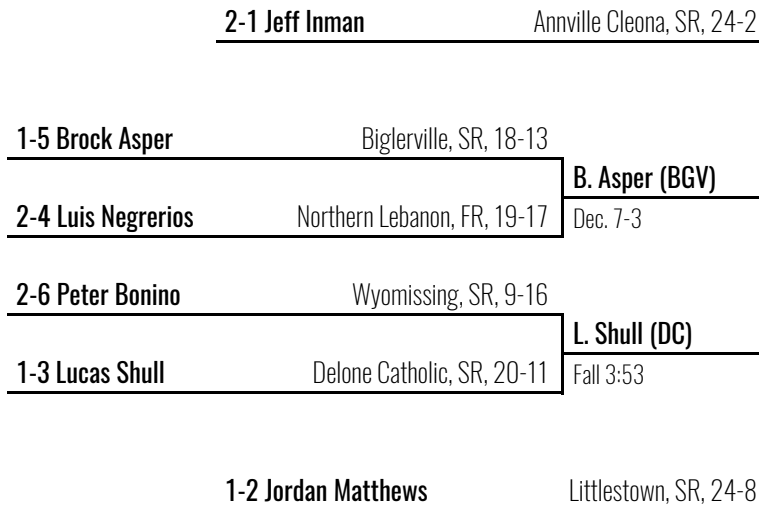 2-1 Jeff Inman Annville Cleona, SR, 24-2
1-5 Brock Asper Biglerville, SR, 18-13
B. Asper (BGV)
2-4 Luis Negrerios Northern Lebanon, FR, 19-17
Dec. 7-3
2-6 Peter Bonino Wyomissing, SR, 9-16
L. Shull (DC)
1-3 Lucas Shull Delone Catholic, SR, 20-11
Fall 3:53
1-2 Jordan Matthews Littlestown, SR, 24-8